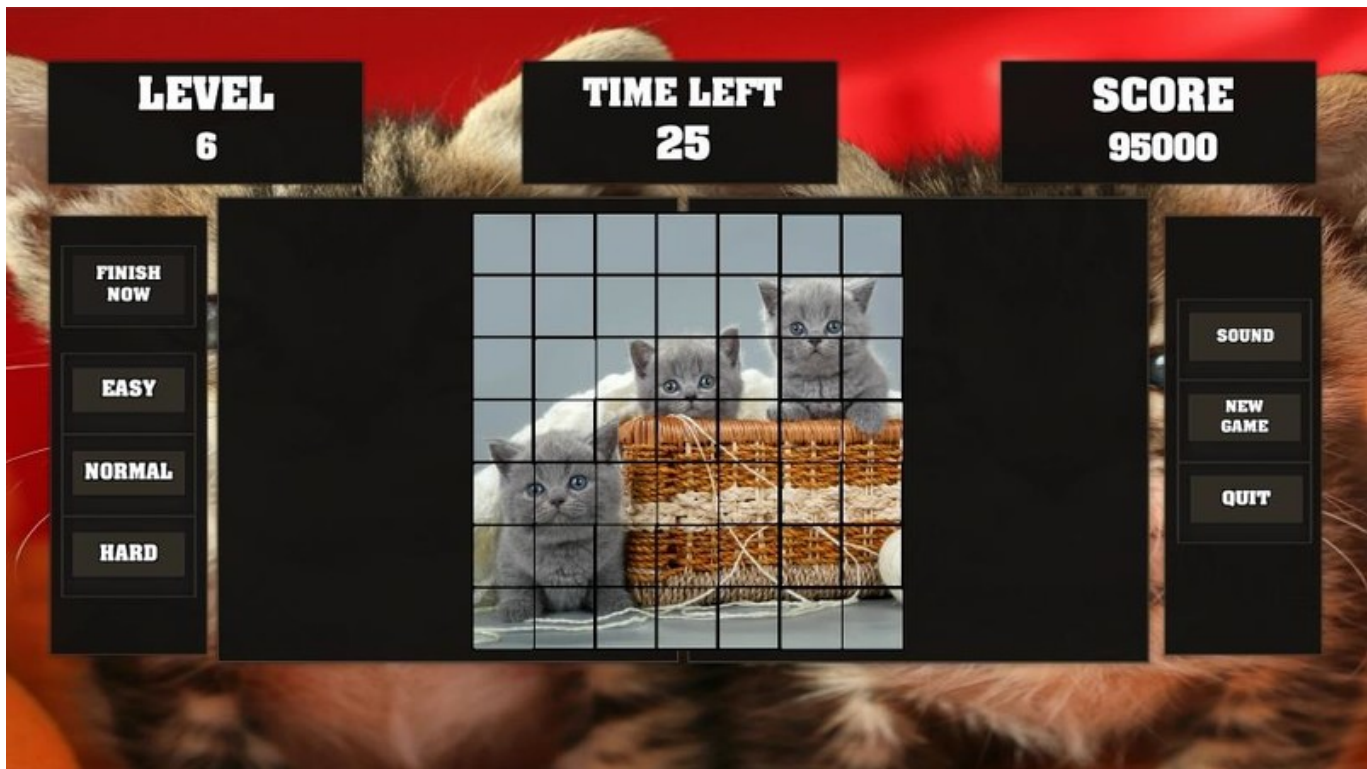 LEVEL
6
TIME LEFT
25
SCORE
95000
FINISH
NOW
EASY
NORMAL
HARD
SOUND
NEW
GAME
QUIT